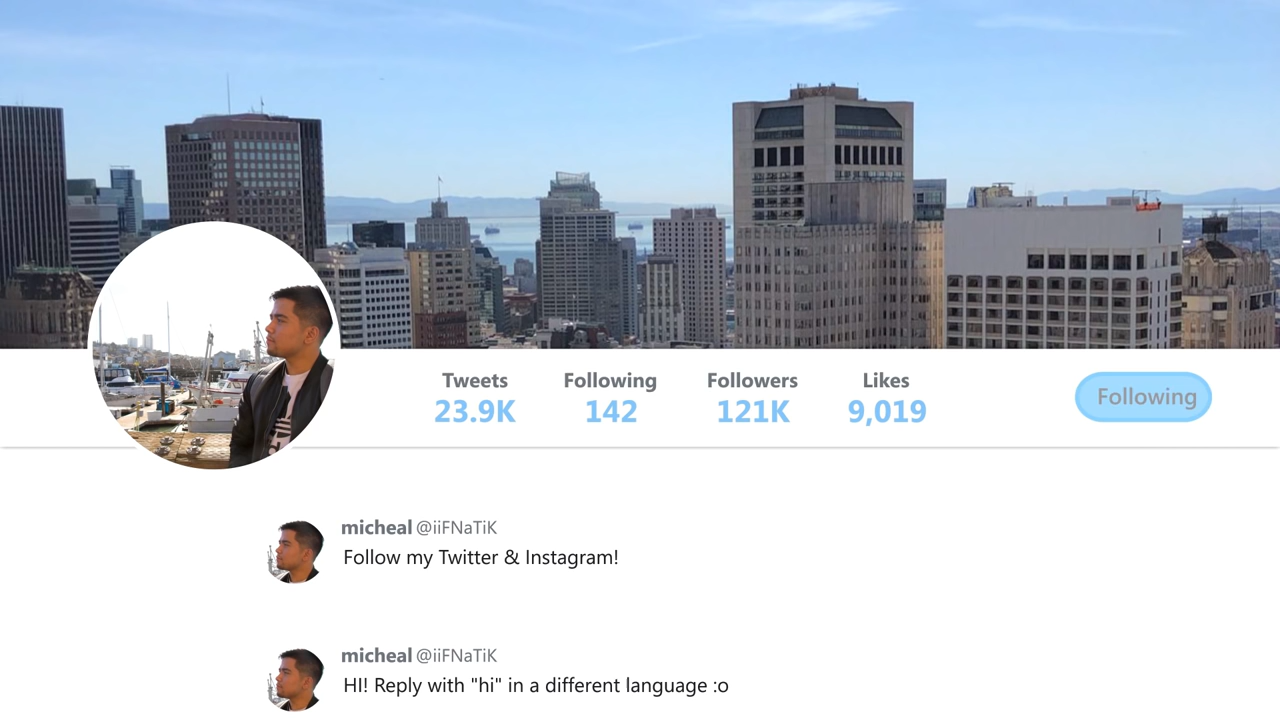 Tweets Following Followers Likes
23.9K 142 121K 9,019
Following
micheal @iiFNaTiK
Follow my Twitter & Instagram!
micheal @iiFNaTiK
HI! Reply with "hi" in a different language :o